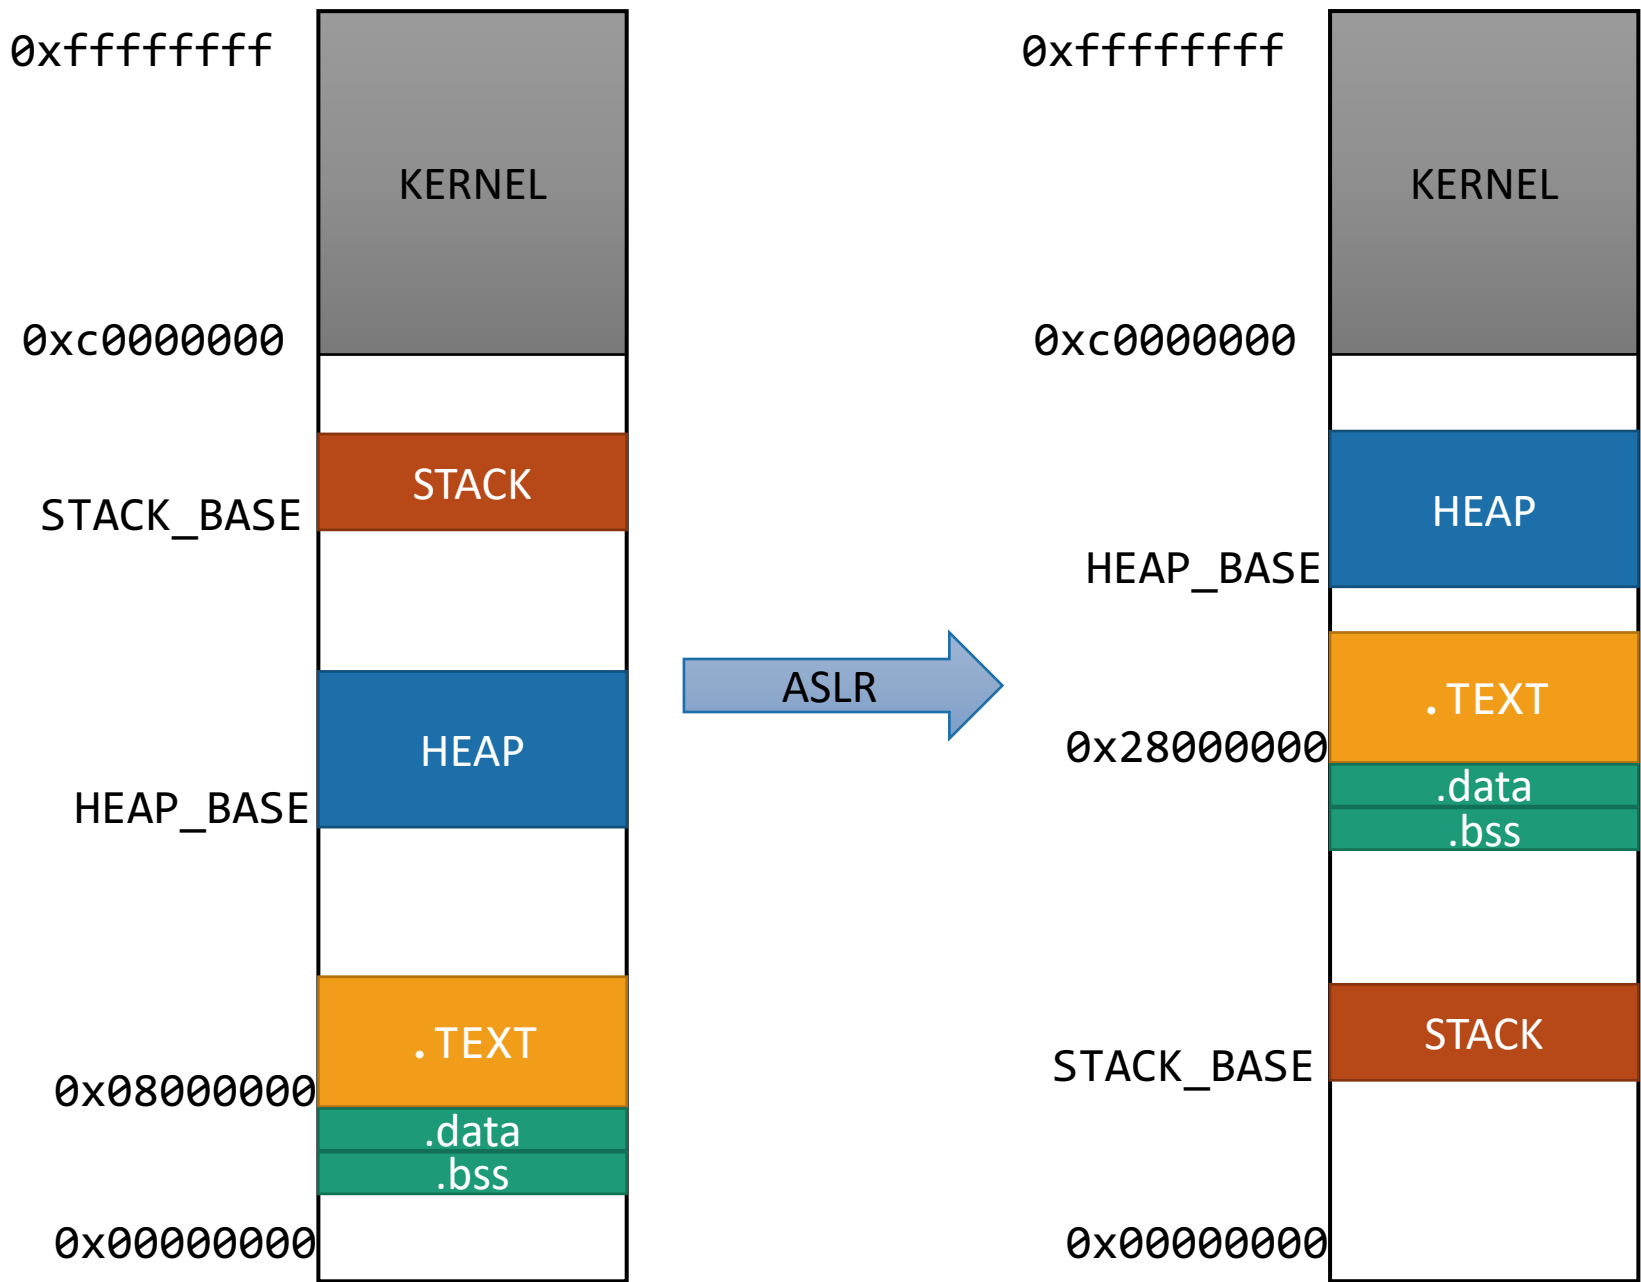 0xffffffff
KERNEL
0xc0000000
STACK
STACK_BASE
HEAP
HEAP_BASE
.TEXT
0x08000000
.data
.bss
0x00000000
ASLR
0xffffffff
KERNEL
0xc0000000
HEAP
HEAP_BASE
.TEXT
0x28000000
.data
.bss
STACK
STACK_BASE
0x00000000